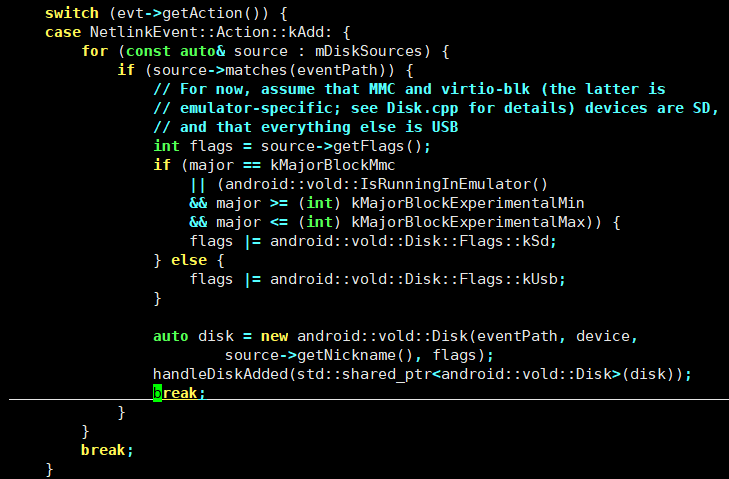 switch (evt->getAction()) {
case NetlinkEvent::Action::kAdd: {
for (const auto& source : mDiskSources) {
if (source->matches(eventPath)) {
// For now, assume that MMC and virtio-blk (the latter is
// emulator-specific; see Disk.cpp for details) devices are SD,
// and that everything else is USB
int flags = source->getFlags();
if (major == kMajorBlockMmc
|| (android::vold::IsRunningInEmulator()
&& major >= (int) kMajorBlockExperimentalMin
&& major <= (int) kMajorBlockExperimentalMax)) {
flags |= android::vold::Disk::Flags::kSd;
} else {
flags |= android::vold::Disk::Flags::kUsb;
}
auto disk = new android::vold::Disk(eventPath, device,
source->getNickname(), flags);
handleDiskAdded(std::shared_ptr<android::vold::Disk>(disk));
break;
}
}
break;
}